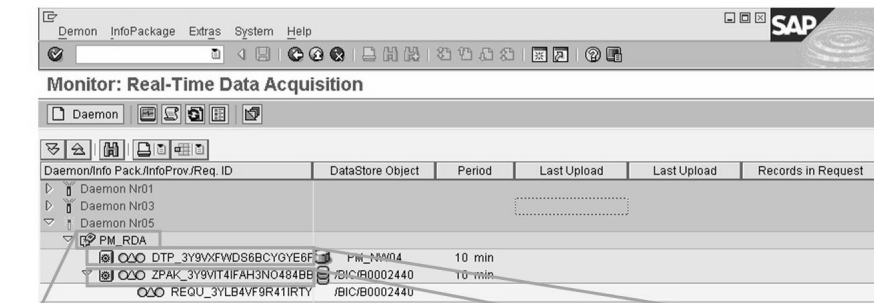 Demon InfoPackage Extras System Help
SAP
Monitor: Real-Time Data Acquisition
Daemon
Daemon/Info Pack./InfoProv./Req. ID DataStore Object Period Last Upload Last Upload Records in Request
Daemon Nr01
Daemon Nr03
Daemon Nr05
PM_RDA
DTP_3Y9VXFWDS6BCYGYE6F PM_NW04 10 min
ZPAK_3Y9VIT4IFAH3NO484BB /BIC/B0002440 10 min
REQU_3YLB4VF9R41IRTY /BIC/B0002440